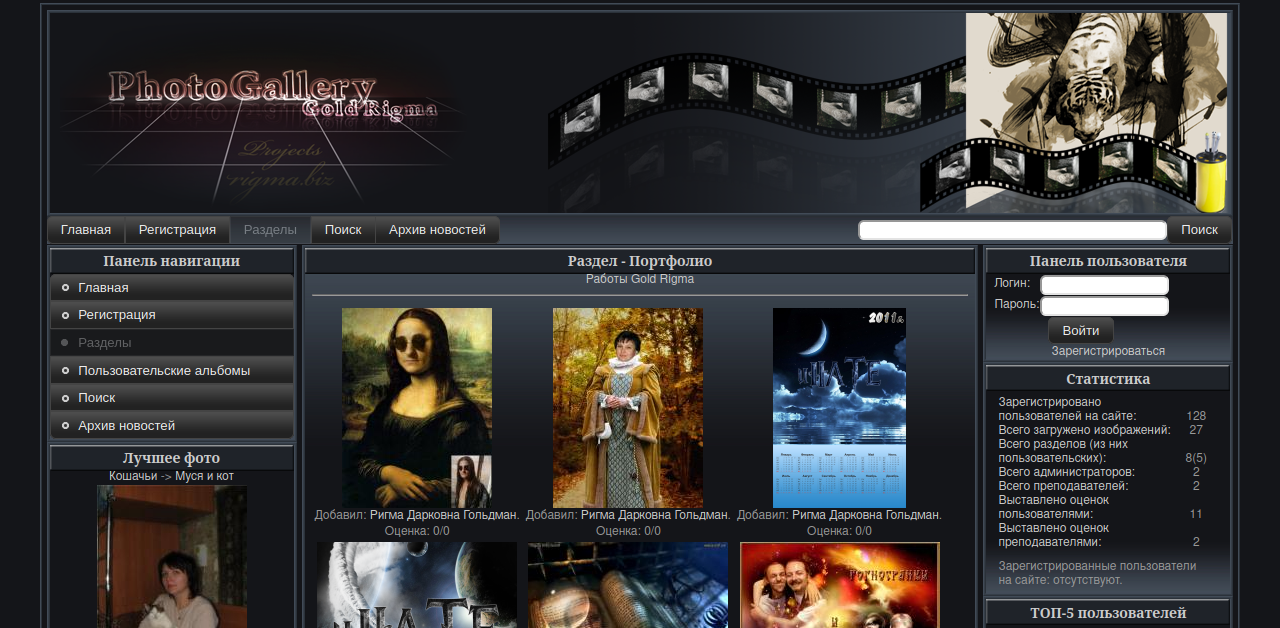 PhotoGallery
Gold Rigma
Projects
rigma.biz
Главная
Регистрация
Разделы
Поиск
Архив новостей
Поиск
Панель навигации
Главная
Регистрация
Разделы
Пользовательские альбомы
Поиск
Архив новостей
Лучшее фото
Кошачьи -> Муся и кот
Раздел - Портфолио
Работы Gold Rigma
2011г.
Добавил: Ригма Дарковна Гольдман.
Оценка: 0/0
Добавил: Ригма Дарковна Гольдман.
Оценка: 0/0
Добавил: Ригма Дарковна Гольдман.
Оценка: 0/0
Панель пользователя
Логин:
Пароль:
Войти
Зарегистрироваться
Статистика
Зарегистрировано
пользователей на сайте: 128
Всего загружено изображений: 27
Всего разделов (из них
пользовательских): 8(5)
Всего администраторов: 2
Всего преподавателей: 2
Выставлено оценок
пользователями: 11
Выставлено оценок
преподавателями: 2
Зарегистрированные пользователи
на сайте: отсутствуют.
ТОП-5 пользователей